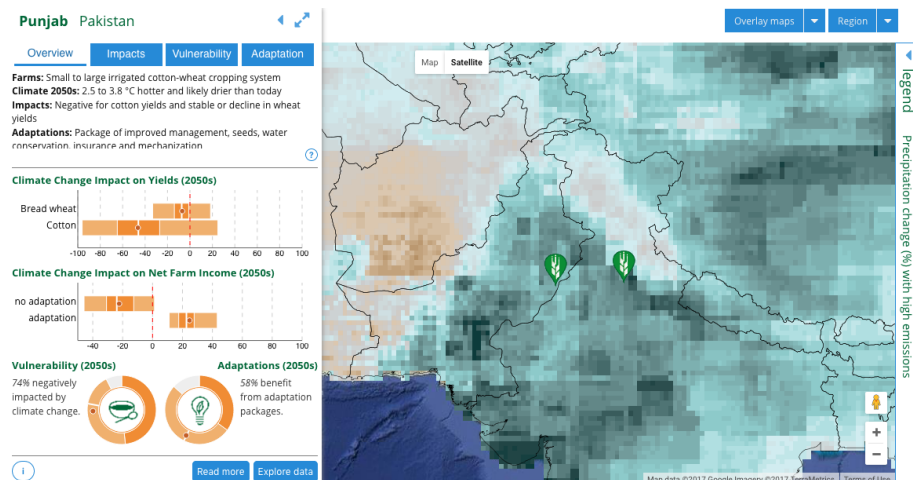 Punjab Pakistan
Overview Impacts Vulnerability Adaptation
Farms: Small to large irrigated cotton-wheat cropping system
Climate 2050s: 2.5 to 3.8 °C hotter and likely drier than today
Impacts: Negative for cotton yields and stable or decline in wheat
yields
Adaptations: Package of improved management, seeds, water
conservation, insurance and mechanization
?
Climate Change Impact on Yields (2050s)
Bread wheat
Cotton
-100 -80 -60 -40 -20 0 20 40 60 80 100
Climate Change Impact on Net Farm Income (2050s)
no adaptation
adaptation
-40 -20 0 20 40 60 80 100
Vulnerability (2050s)
74% negatively
impacted by
climate change.
Adaptations (2050s)
58% benefit
from adaptation
packages.
i
Read more Explore data
Overlay maps Region
Map Satellite
legend
Precipitation change (%) with high emissions
+
−
Map data ©2017 Google Imagery ©2017 TerraMetrics Terms of Use